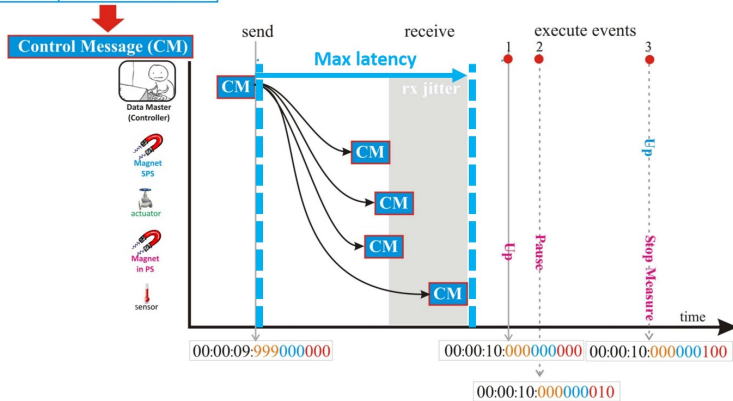 send
receive
execute events
Control Message (CM)
Max latency
1
2
3
rx jitter
CM
Data Master
(Controller)
CM
Magnet
SPS
Up
CM
actuator
CM
Magnet
in PS
Up
Pause
Stop Measure
CM
sensor
time
00:00:09:999000000
00:00:10:000000000
00:00:10:000000100
00:00:10:000000010